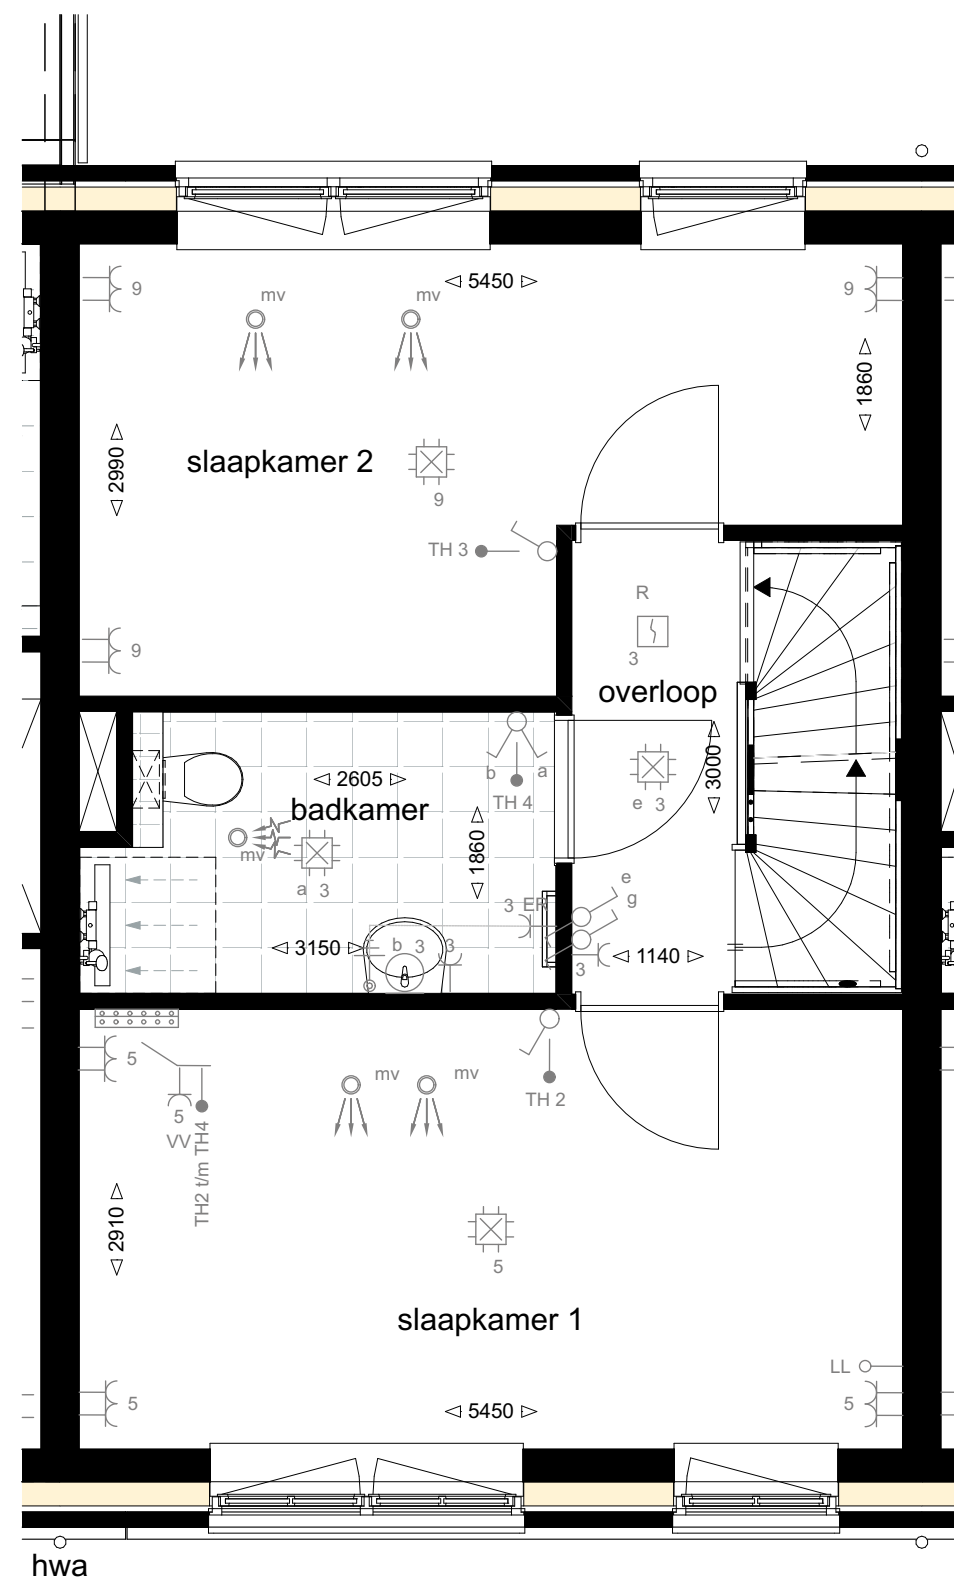 5450
9
9
mv
mv
1860
2990
slaapkamer 2
9
TH 3
R
3
9
overloop
3000
b
a
TH 4
2605
badkamer
1860
mv
a 3
e 3
e
g
3 ER
3
3150
b 3 3
1140
5
5
VV
TH2 t/m TH4
mv
mv
TH 2
2910
5
slaapkamer 1
LL
5
5
5450
hwa